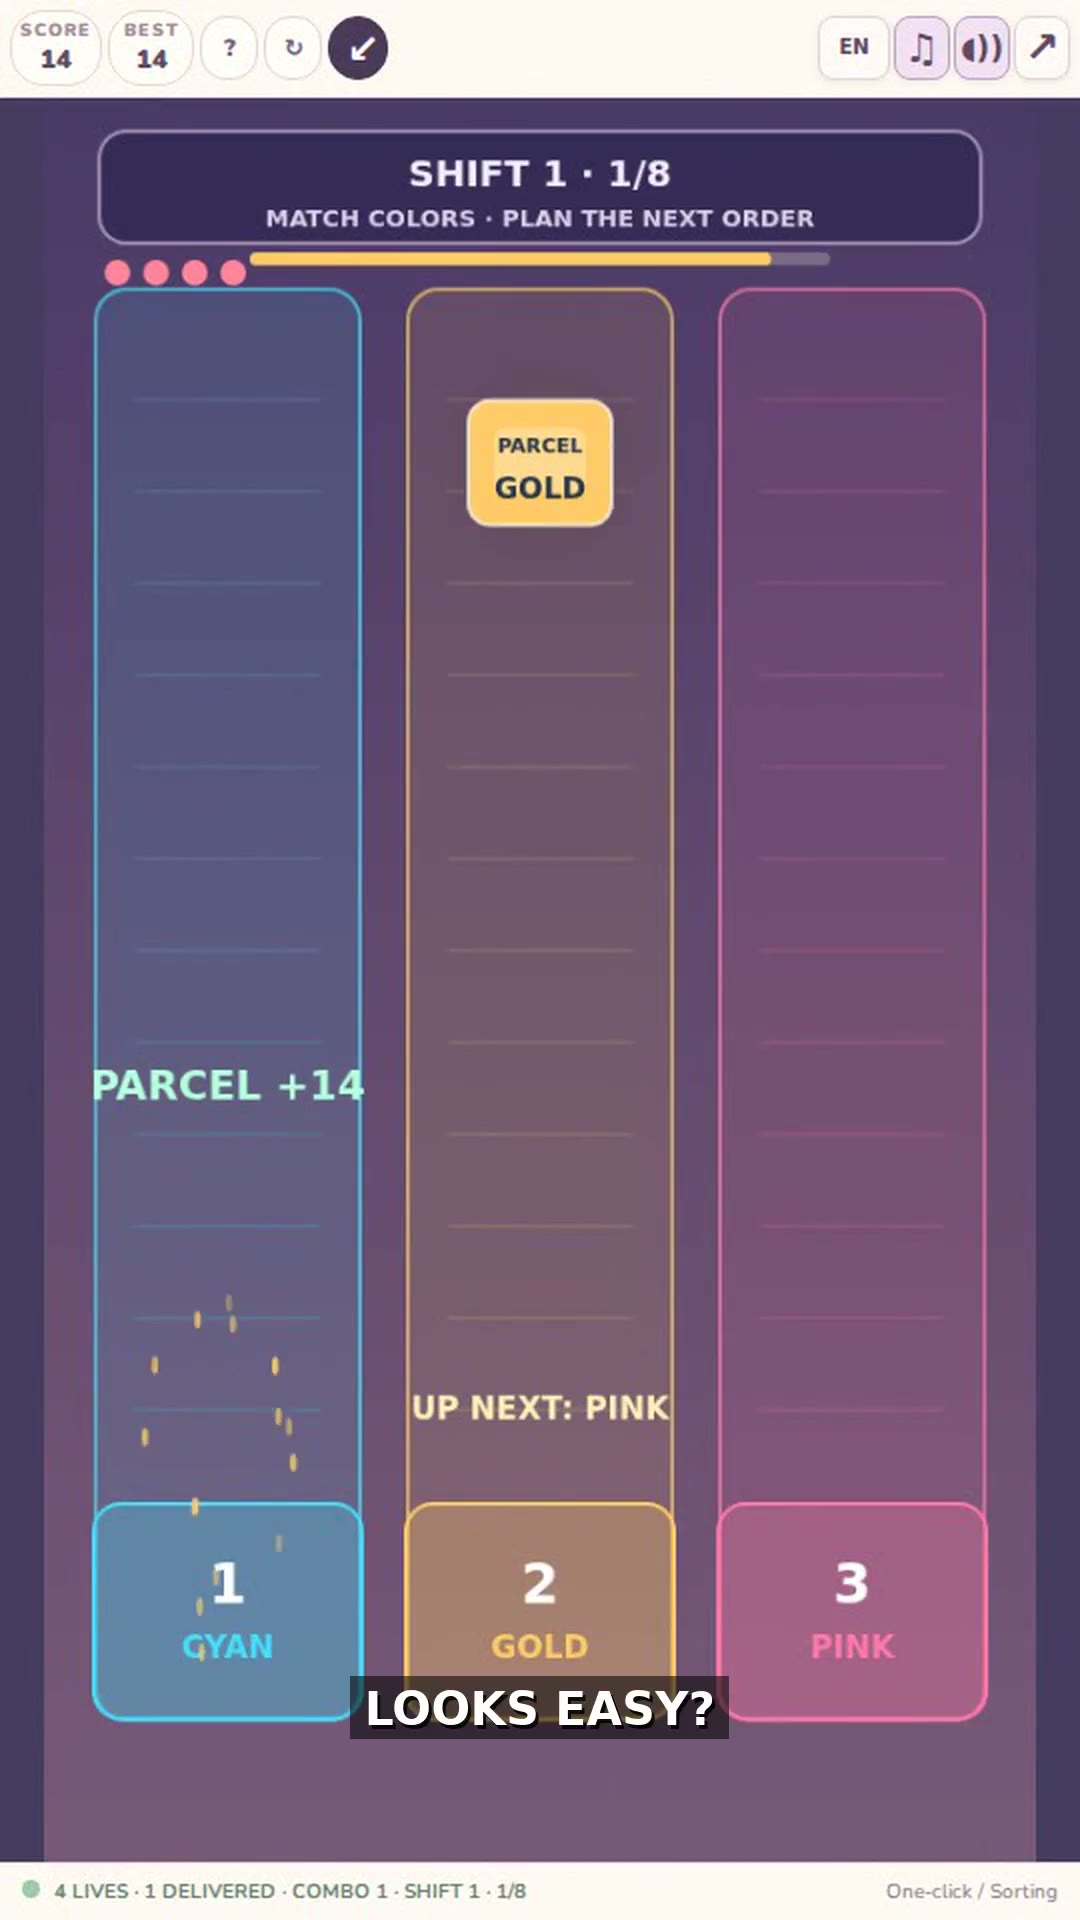 SCORE
14
BEST
14
?
EN
SHIFT 1 · 1/8
MATCH COLORS · PLAN THE NEXT ORDER
PARCEL
GOLD
PARCEL +14
UP NEXT: PINK
1
CYAN
2
GOLD
3
PINK
LOOKS EASY?
4 LIVES · 1 DELIVERED · COMBO 1 · SHIFT 1 · 1/8
One-click / Sorting